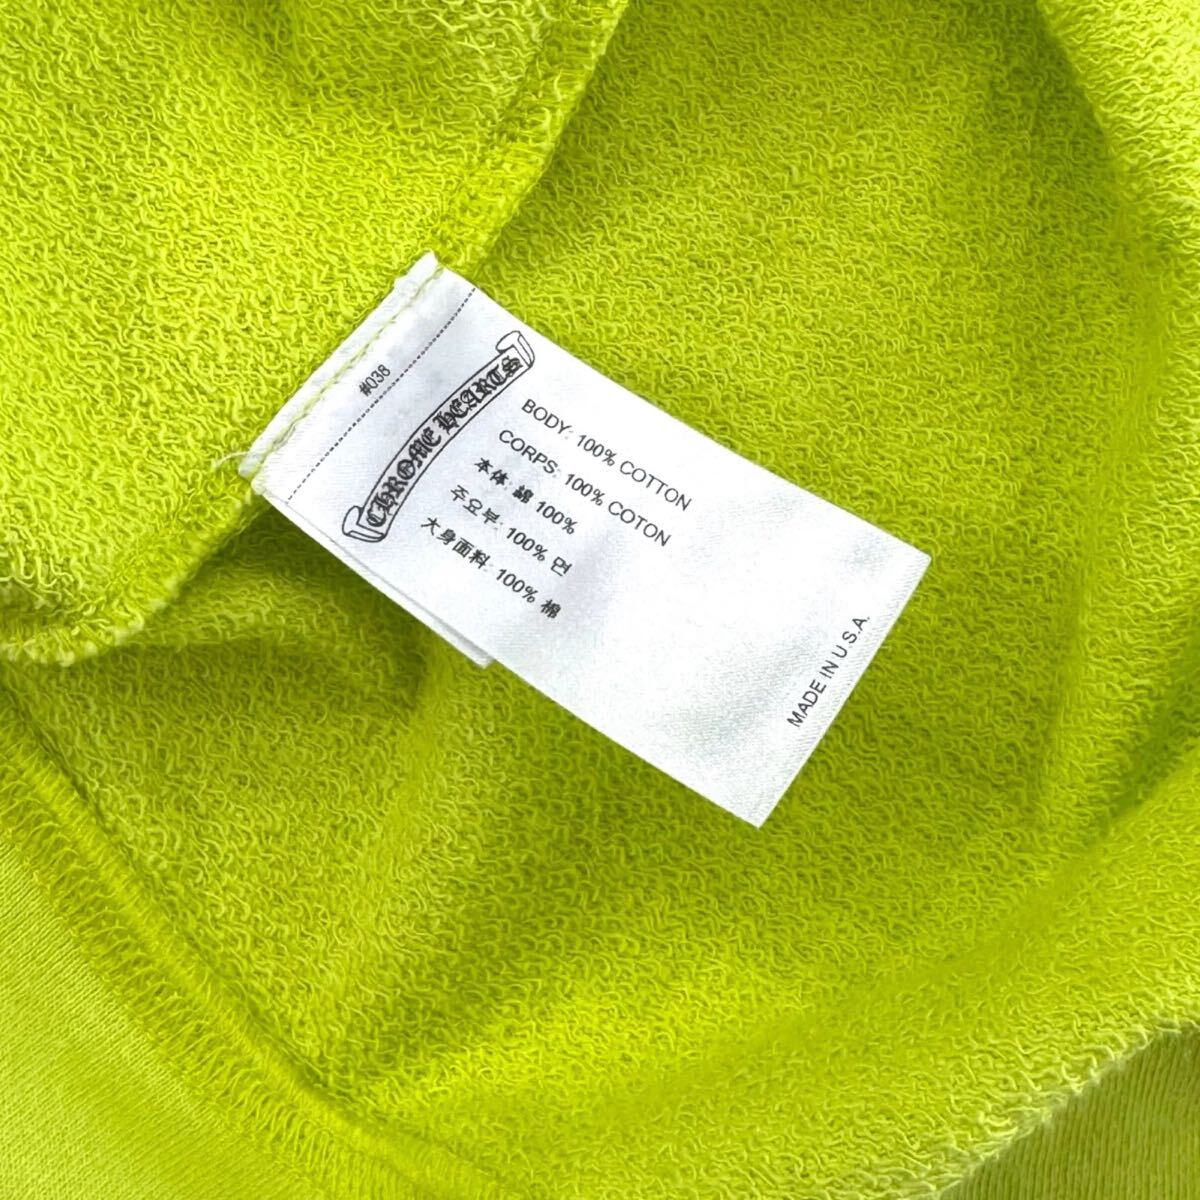 #038
CHROME HEARTS
BODY: 100% COTTON
CORPS: 100% COTON
本体: 綿 100%
주요부: 100% 면
大身面料: 100% 棉
MADE IN U.S.A.